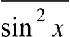 sin² x